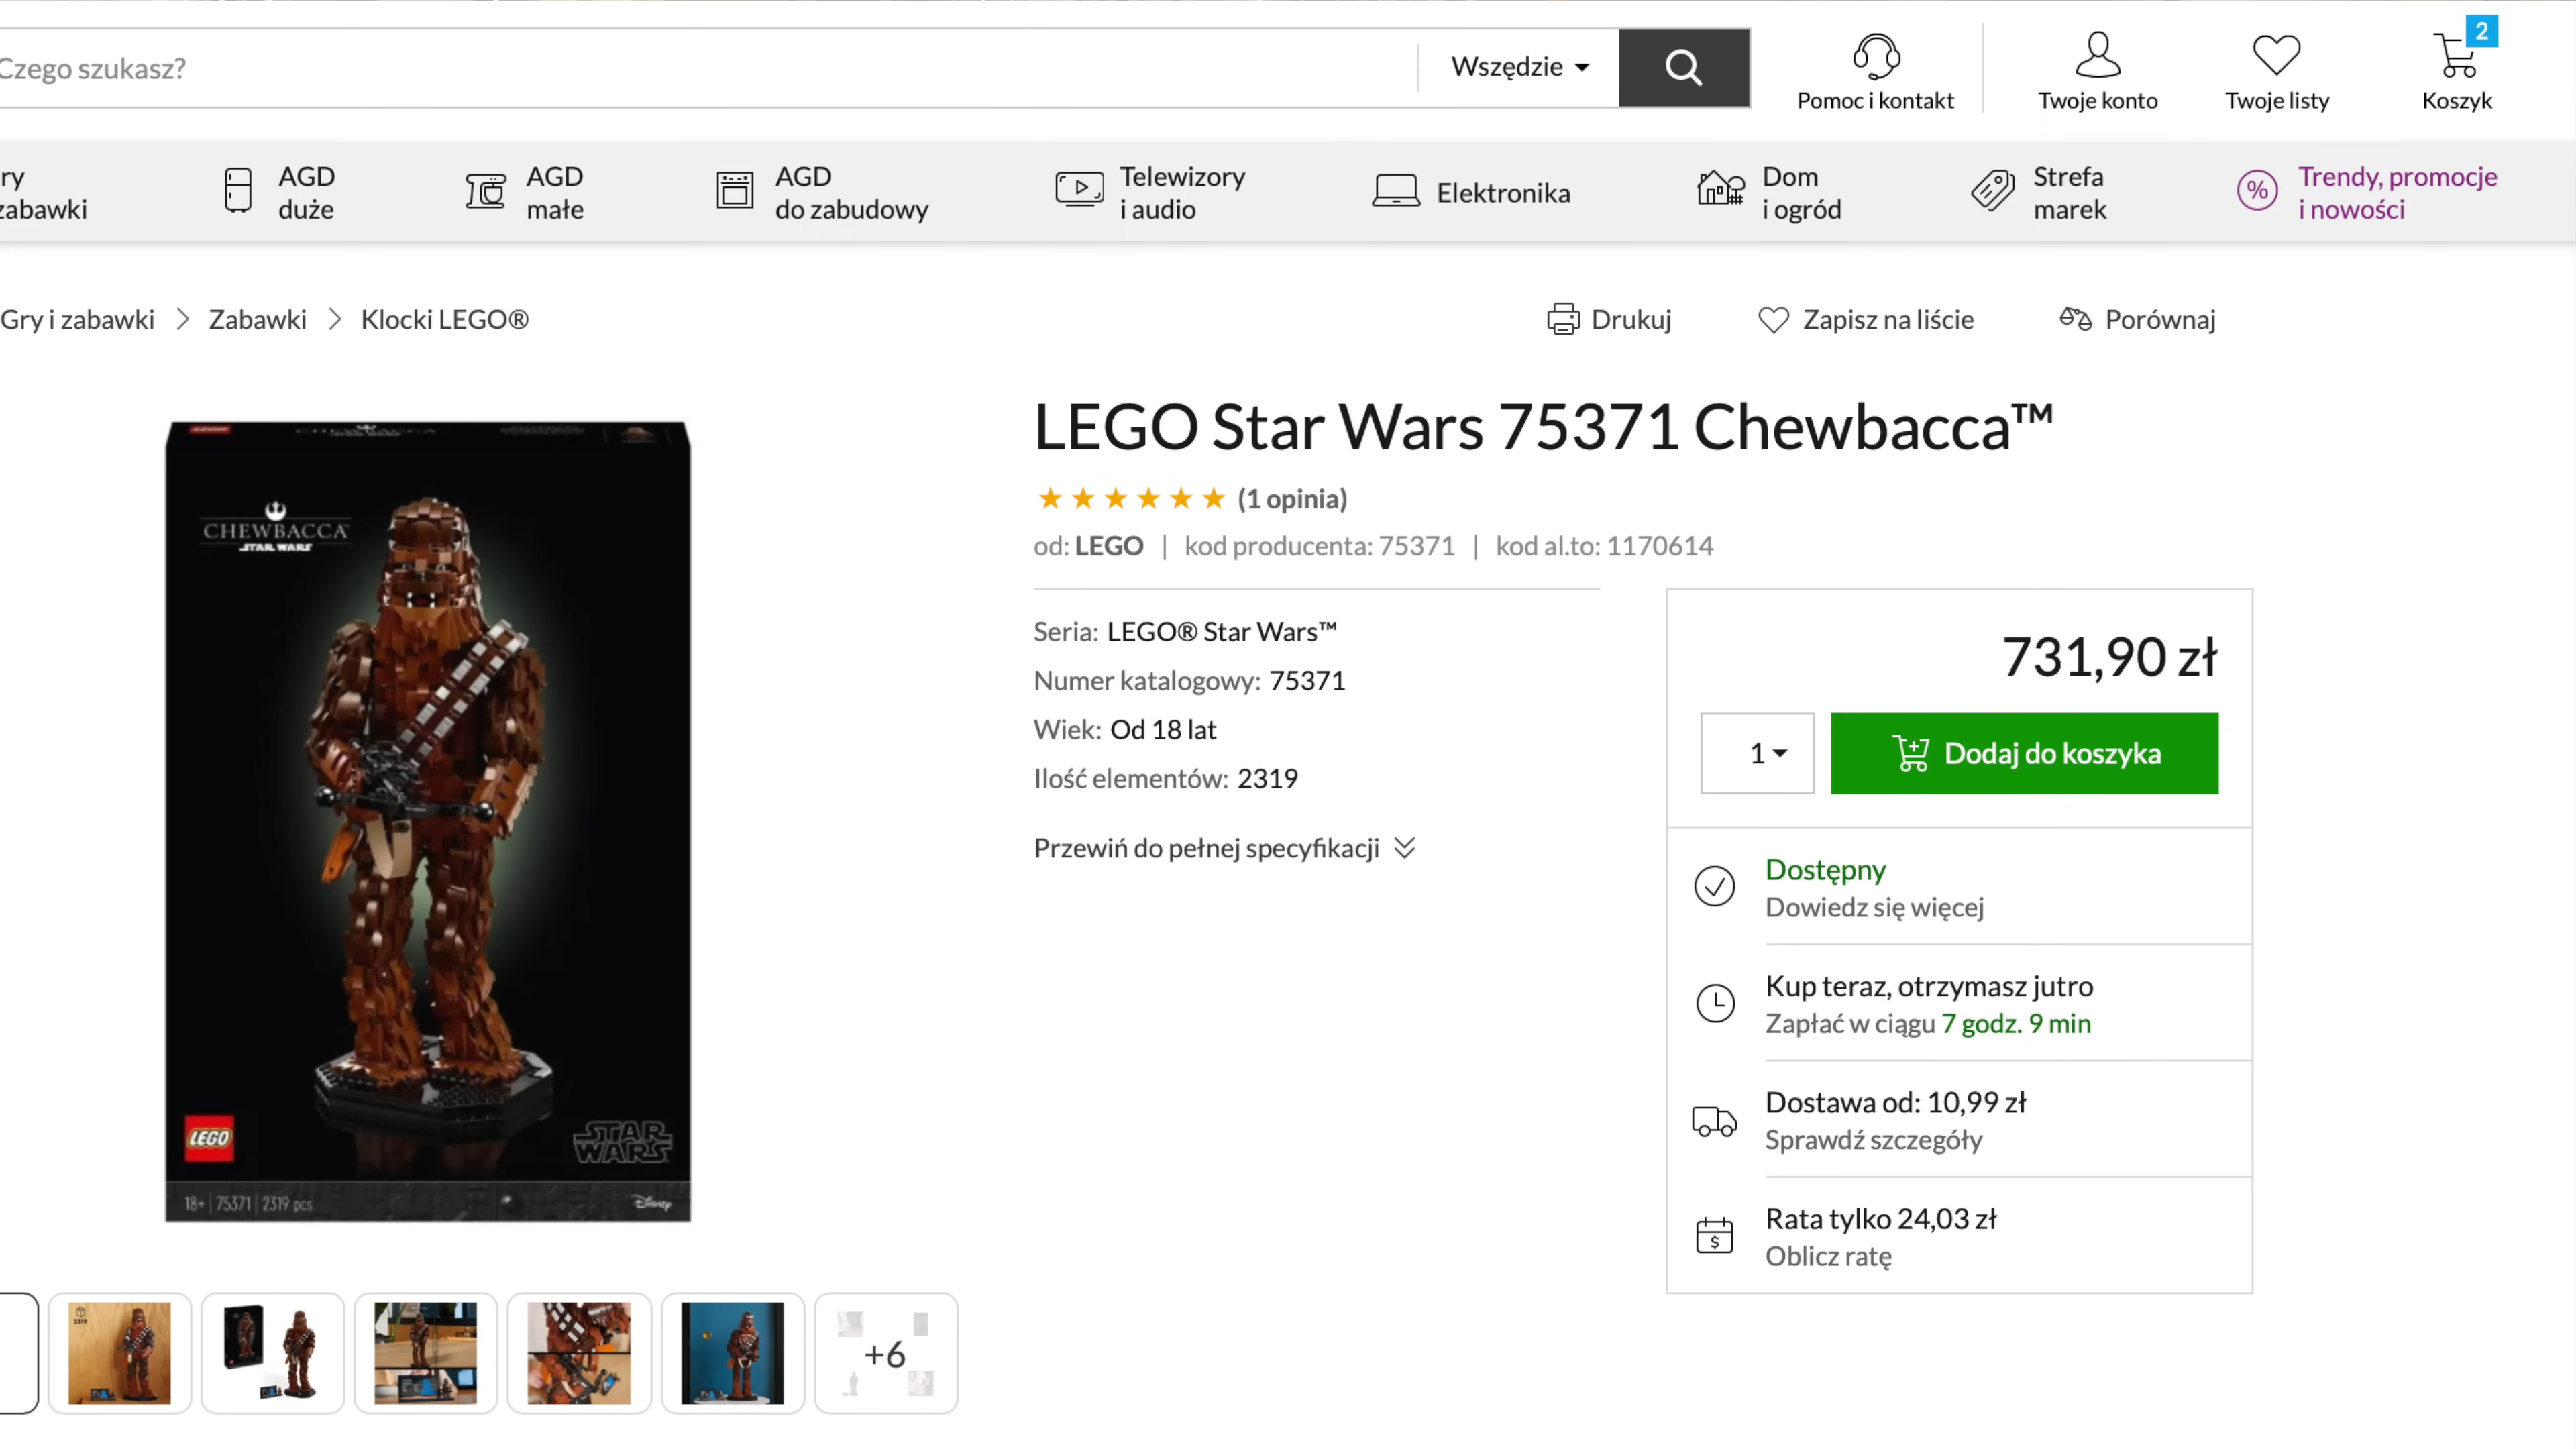 Czego szukasz?
Wszędzie
Pomoc i kontakt
Twoje konto
Twoje listy
2
Koszyk
ry
zabawki
AGD
duże
AGD
małe
AGD
do zabudowy
Telewizory
i audio
Elektronika
Dom
i ogród
Strefa
marek
%
Trendy, promocje
i nowości
Gry i zabawki
Zabawki
Klocki LEGO®
Drukuj
Zapisz na liście
Porównaj
LEGO Star Wars 75371 Chewbacca™
(1 opinia)
od: LEGO | kod producenta: 75371 | kod al.to: 1170614
Seria: LEGO® Star Wars™
Numer katalogowy: 75371
Wiek: Od 18 lat
Ilość elementów: 2319
Przewiń do pełnej specyfikacji
731,90 zł
1
Dodaj do koszyka
Dostępny
Dowiedz się więcej
Kup teraz, otrzymasz jutro
Zapłać w ciągu 7 godz. 9 min
Dostawa od: 10,99 zł
Sprawdź szczegóły
Rata tylko 24,03 zł
Oblicz ratę
CHEWBACCA™
STAR WARS
LEGO
STAR
WARS
18+ | 75371 | 2319 pcs
Disney
2319
+6